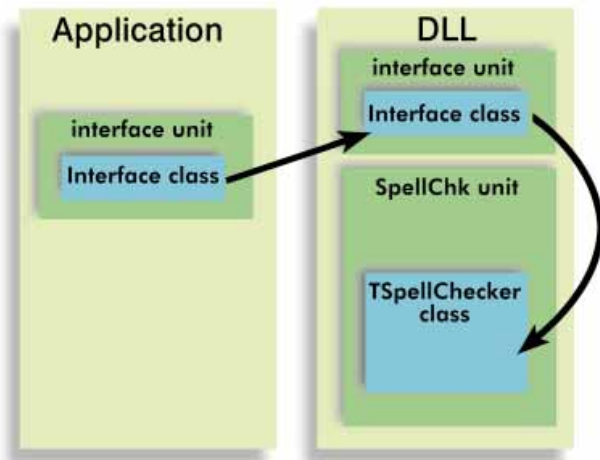 Application
interface unit
Interface class
DLL
interface unit
Interface class
SpellChk unit
TSpellChecker
class